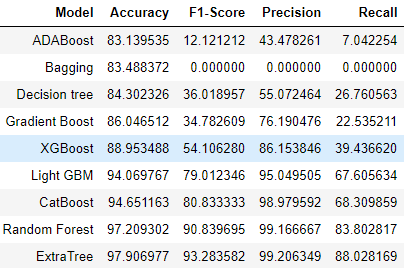 Model Accuracy F1-Score Precision Recall
ADABoost 83.139535 12.121212 43.478261 7.042254
Bagging 83.488372 0.000000 0.000000 0.000000
Decision tree 84.302326 36.018957 55.072464 26.760563
Gradient Boost 86.046512 34.782609 76.190476 22.535211
XGBoost 88.953488 54.106280 86.153846 39.436620
Light GBM 94.069767 79.012346 95.049505 67.605634
CatBoost 94.651163 80.833333 98.979592 68.309859
Random Forest 97.209302 90.839695 99.166667 83.802817
ExtraTree 97.906977 93.283582 99.206349 88.028169